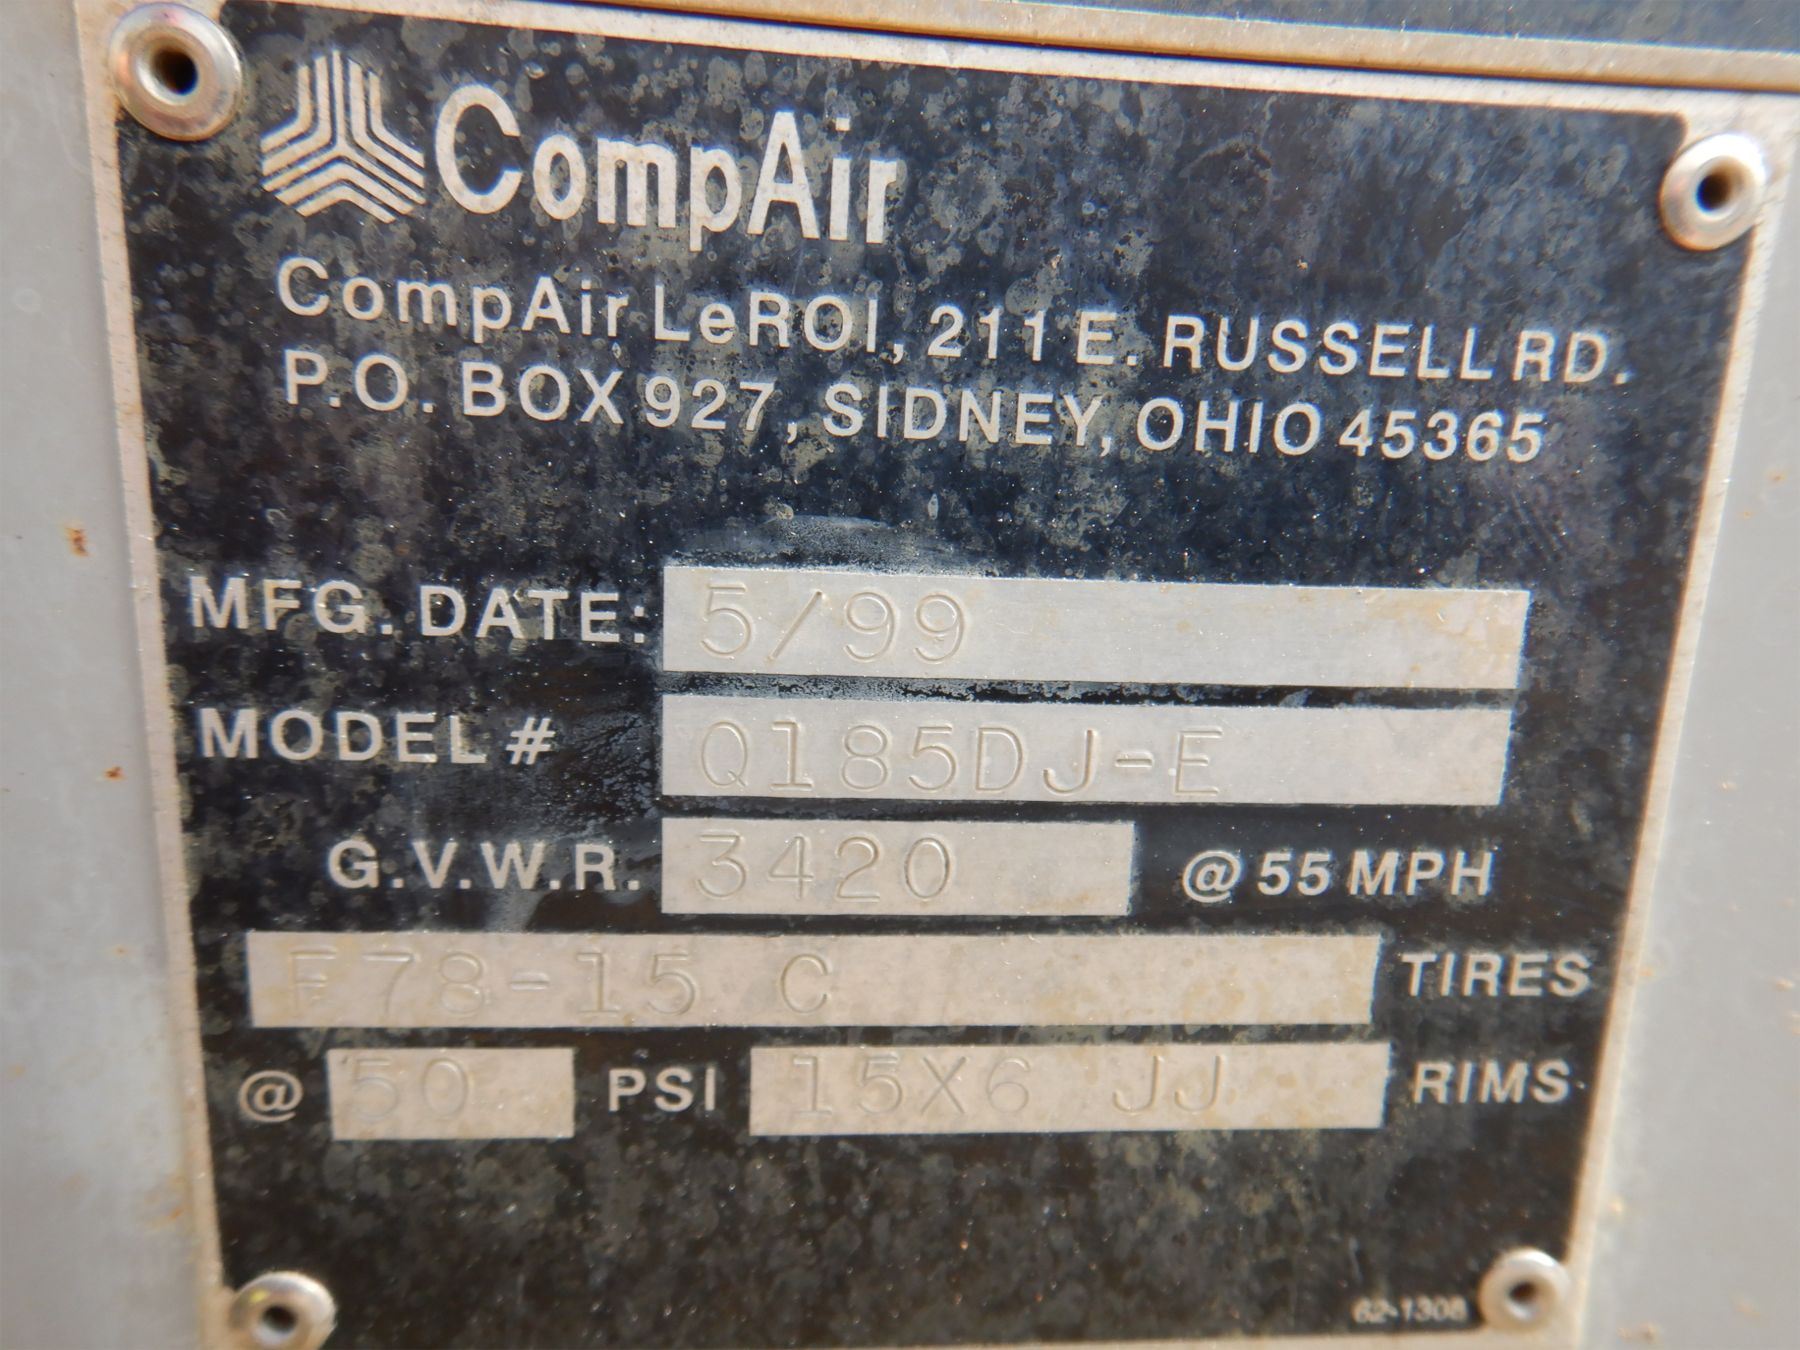 CompAir
CompAir LeROI, 211 E. RUSSELL RD.
P.O. BOX 927, SIDNEY, OHIO 45365
MFG. DATE: 5/99
MODEL # Q185DJ-E
G.V.W.R. 3420 @ 55 MPH
F78-15 C TIRES
@ 50 PSI 15X6 JJ RIMS
62-1308